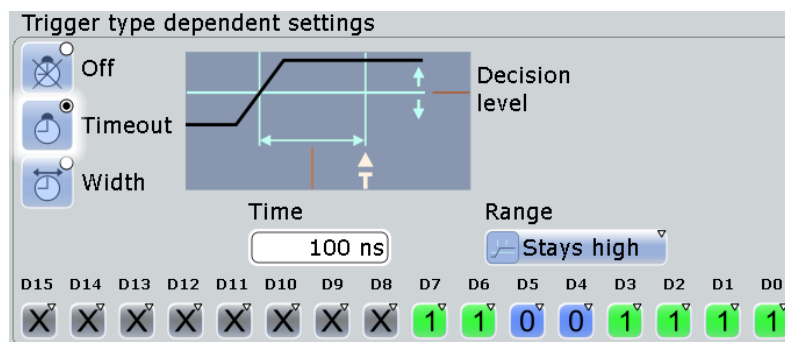 Trigger type dependent settings
Off
Decision
level
Timeout
Width
T
Time
Range
100 ns
Stays high
D15 D14 D13 D12 D11 D10 D9 D8 D7 D6 D5 D4 D3 D2 D1 D0
X X X X X X X X 1 1 0 0 1 1 1 1